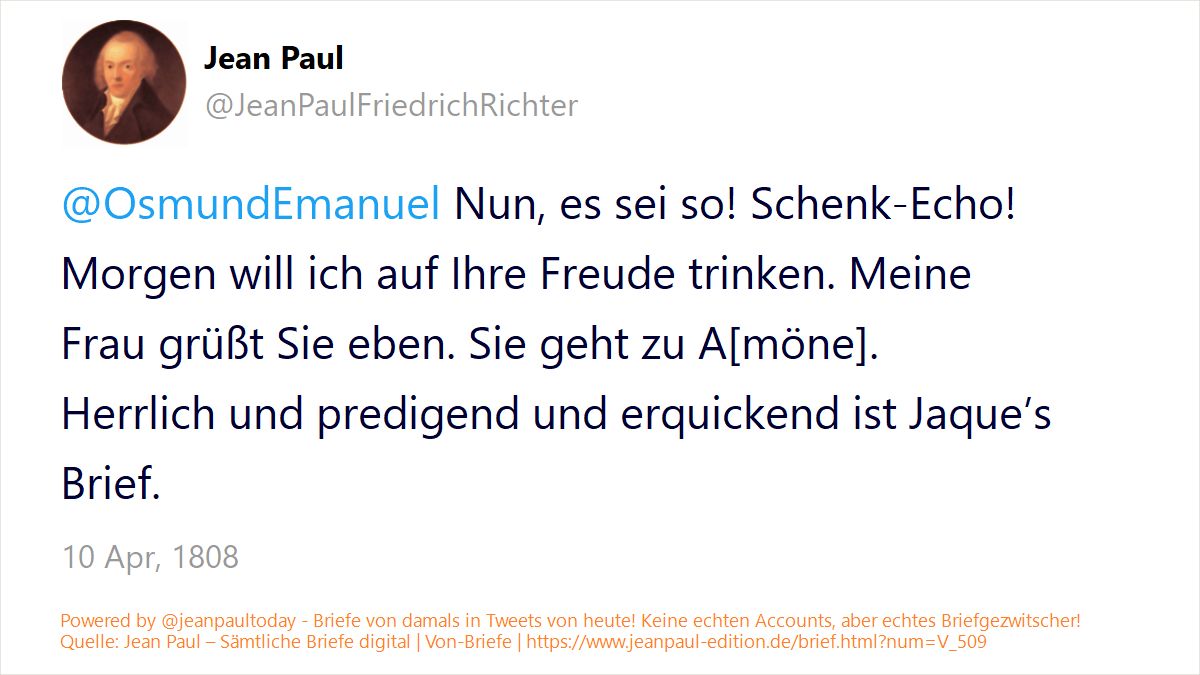 Jean Paul
@JeanPaulFriedrichRichter
@OsmundEmanuel Nun, es sei so! Schenk-Echo!
Morgen will ich auf Ihre Freude trinken. Meine
Frau grüßt Sie eben. Sie geht zu A[möne].
Herrlich und predigend und erquickend ist Jaque’s
Brief.
10 Apr, 1808
Powered by @jeanpaultoday - Briefe von damals in Tweets von heute! Keine echten Accounts, aber echtes Briefgezwitscher!
Quelle: Jean Paul – Sämtliche Briefe digital | Von-Briefe | https://www.jeanpaul-edition.de/brief.html?num=V_509